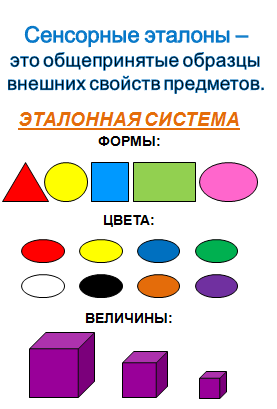 Сенсорные эталоны –
это общепринятые образцы
внешних свойств предметов.
ЭТАЛОННАЯ СИСТЕМА
ФОРМЫ:
ЦВЕТА:
ВЕЛИЧИНЫ: